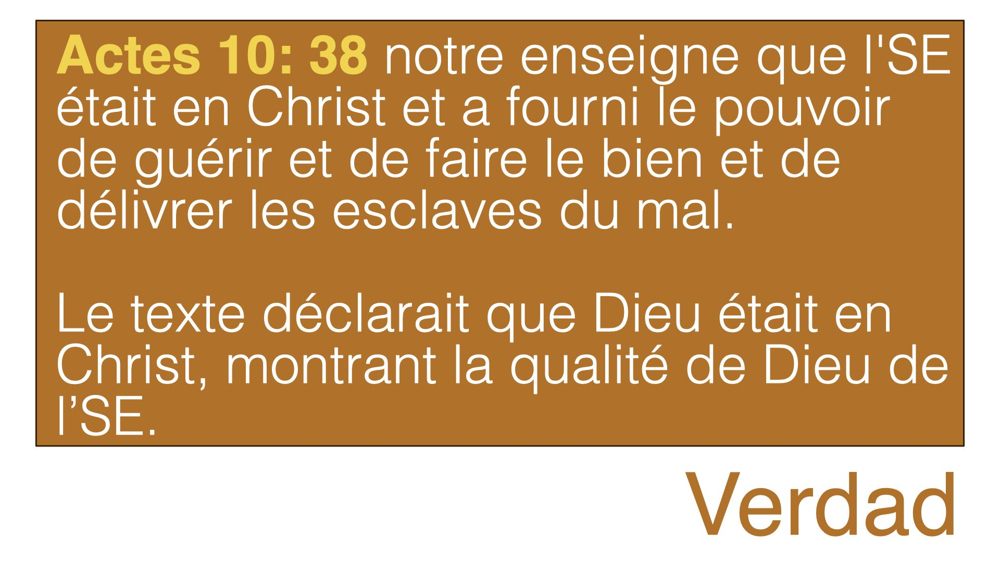 Actes 10: 38 notre enseigne que l'SE
était en Christ et a fourni le pouvoir
de guérir et de faire le bien et de
délivrer les esclaves du mal.
Le texte déclarait que Dieu était en
Christ, montrant la qualité de Dieu de
l’SE.
Verdad